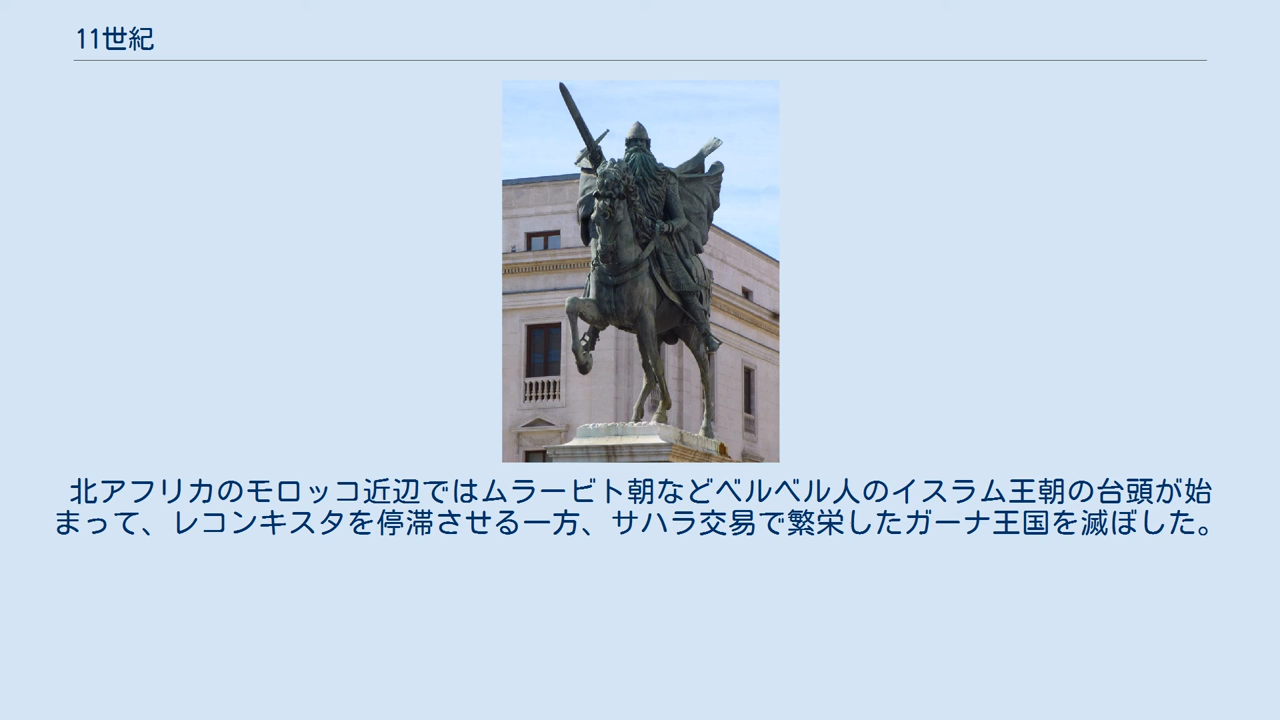 11世紀
北アフリカのモロッコ近辺ではムラービト朝などベルベル人のイスラム王朝の台頭が始
まって、レコンキスタを停滞させる一方、サハラ交易で繁栄したガーナ王国を滅ぼした。